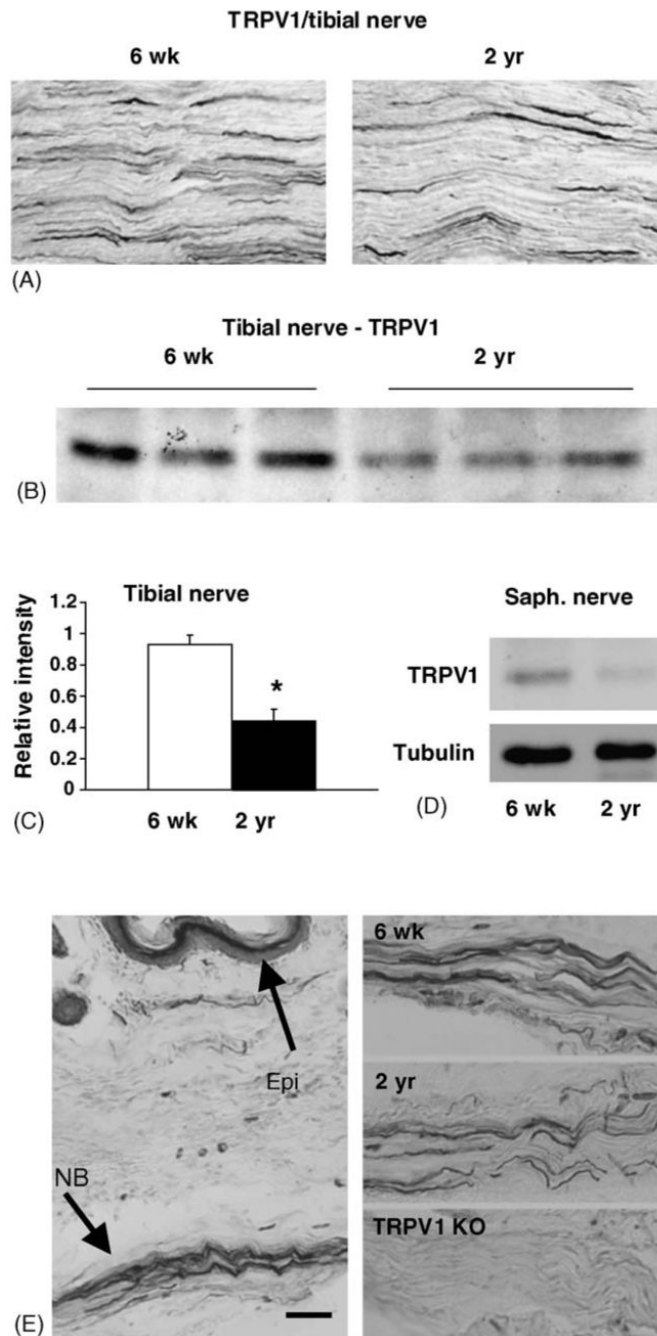 TRPV1/tibial nerve
6 wk 2 yr
(A)
Tibial nerve - TRPV1
6 wk 2 yr
(B)
Tibial nerve
Relative intensity
1.2
1
0.8
0.6
0.4
0.2
0
*
6 wk 2 yr
(C)
Saph. nerve
TRPV1
Tubulin
6 wk 2 yr
(D)
Epi
NB
6 wk
2 yr
TRPV1 KO
(E)